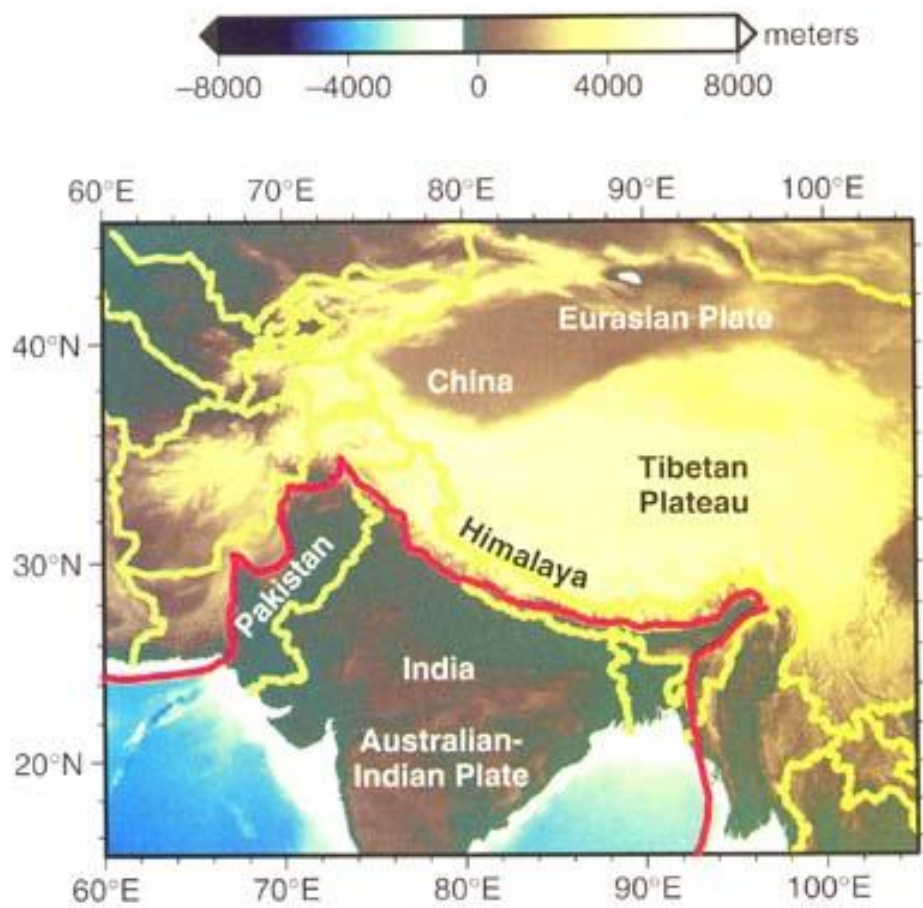 meters
−8000 −4000 0 4000 8000
60°E 70°E 80°E 90°E 100°E
Eurasian Plate
40°N
China
Tibetan
Plateau
Himalaya
30°N
Pakistan
India
Australian-
Indian Plate
20°N
60°E 70°E 80°E 90°E 100°E